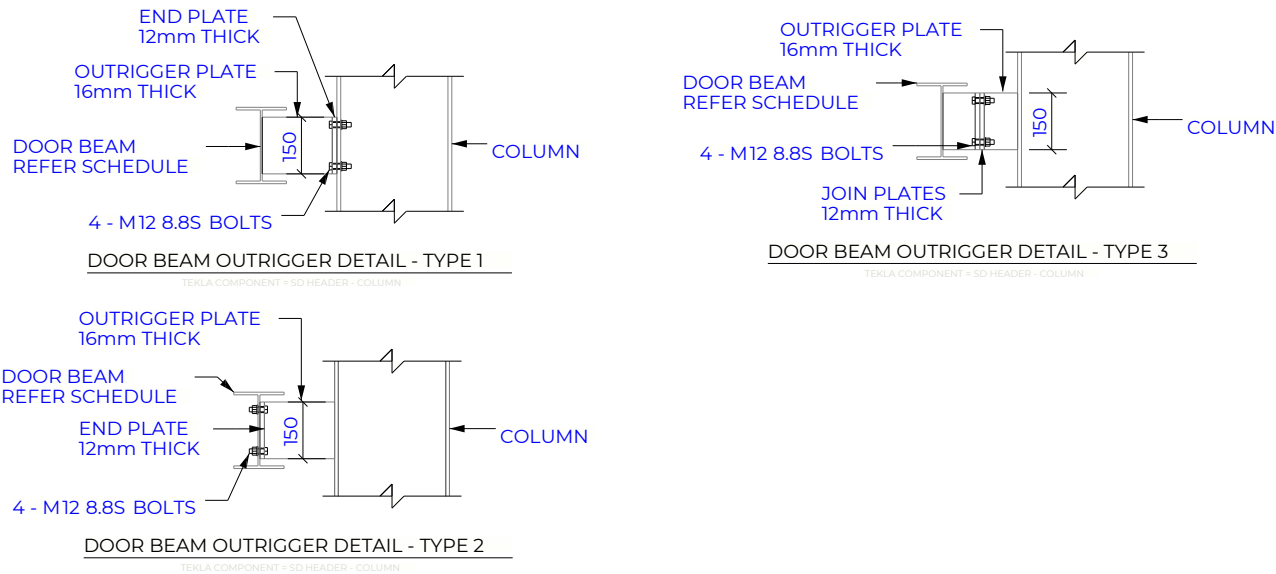 END PLATE
12mm THICK
OUTRIGGER PLATE
16mm THICK
DOOR BEAM
REFER SCHEDULE
150
COLUMN
4 - M12 8.8S BOLTS
DOOR BEAM OUTRIGGER DETAIL - TYPE 1
TEKLA COMPONENT = SD HEADER - COLUMN
OUTRIGGER PLATE
16mm THICK
DOOR BEAM
REFER SCHEDULE
END PLATE
12mm THICK
150
COLUMN
4 - M12 8.8S BOLTS
DOOR BEAM OUTRIGGER DETAIL - TYPE 2
TEKLA COMPONENT = SD HEADER - COLUMN
OUTRIGGER PLATE
16mm THICK
DOOR BEAM
REFER SCHEDULE
150
COLUMN
4 - M12 8.8S BOLTS
JOIN PLATES
12mm THICK
DOOR BEAM OUTRIGGER DETAIL - TYPE 3
TEKLA COMPONENT = SD HEADER - COLUMN